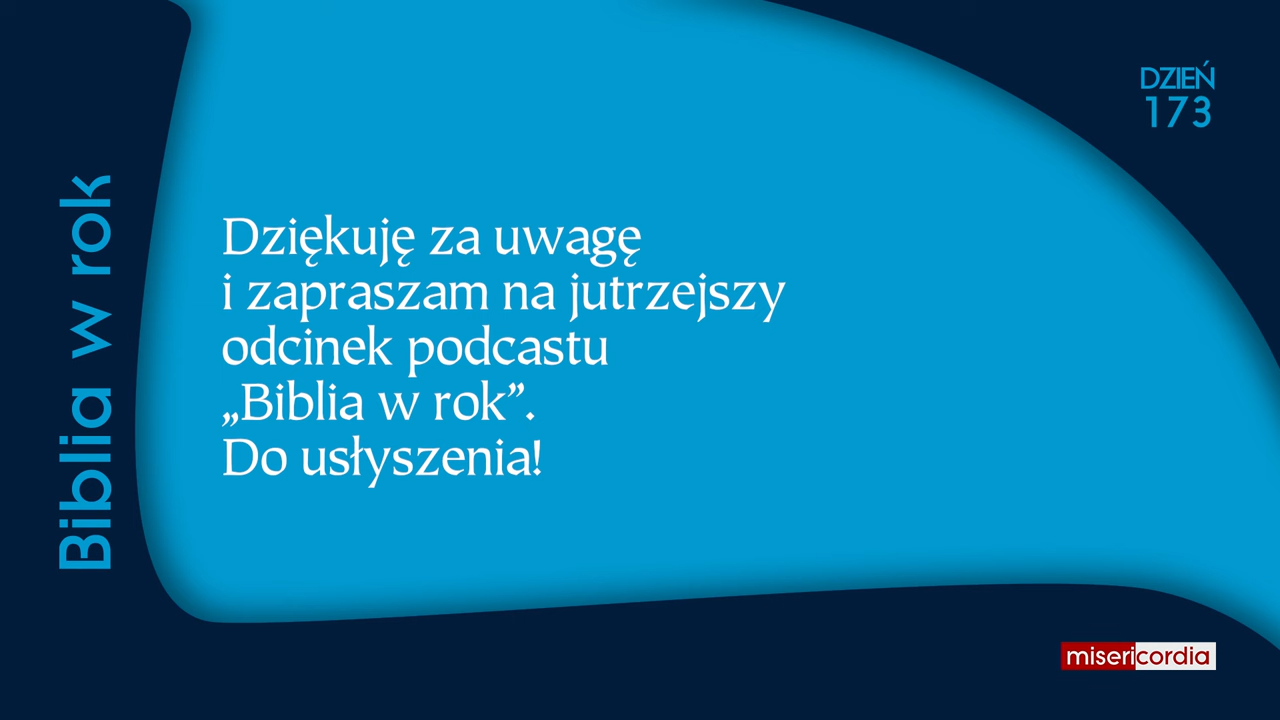 DZIEŃ
173
Biblia w rok
Dziękuję za uwagę
i zapraszam na jutrzejszy
odcinek podcastu
„Biblia w rok”.
Do usłyszenia!
misericordia